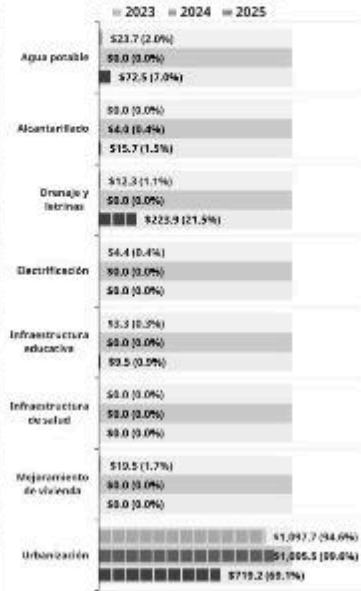 2023 2024 2025
Agua potable
$23.7 (2.0%)
$0.0 (0.0%)
$72.5 (7.0%)
Alcantarillado
$0.0 (0.0%)
$4.0 (0.4%)
$15.7 (1.5%)
Drenaje y
letrinas
$12.3 (1.1%)
$0.0 (0.0%)
$223.9 (21.5%)
Electrificación
$4.4 (0.4%)
$0.0 (0.0%)
$0.0 (0.0%)
Infraestructura
educativa
$3.3 (0.3%)
$0.0 (0.0%)
$9.5 (0.9%)
Infraestructura
de salud
$0.0 (0.0%)
$0.0 (0.0%)
$0.0 (0.0%)
Mejoramiento
de vivienda
$19.5 (1.7%)
$0.0 (0.0%)
$0.0 (0.0%)
Urbanización
$1,097.7 (94.6%)
$1,095.5 (99.6%)
$719.2 (69.1%)